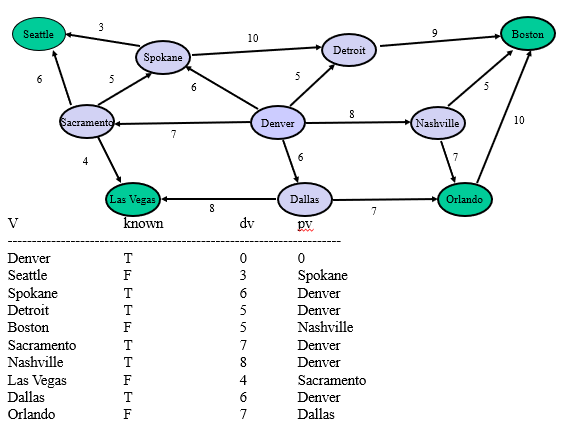 Seattle
3
Boston
10
9
Spokane
Detroit
6
5
6
5
5
Sacramento
Denver
8
Nashville
10
7
4
6
7
Las Vegas
Dallas
Orlando
8
7
V known dv pv
---------------------------------------------------------------------
Denver T 0 0
Seattle F 3 Spokane
Spokane T 6 Denver
Detroit T 5 Denver
Boston F 5 Nashville
Sacramento T 7 Denver
Nashville T 8 Denver
Las Vegas F 4 Sacramento
Dallas T 6 Denver
Orlando F 7 Dallas